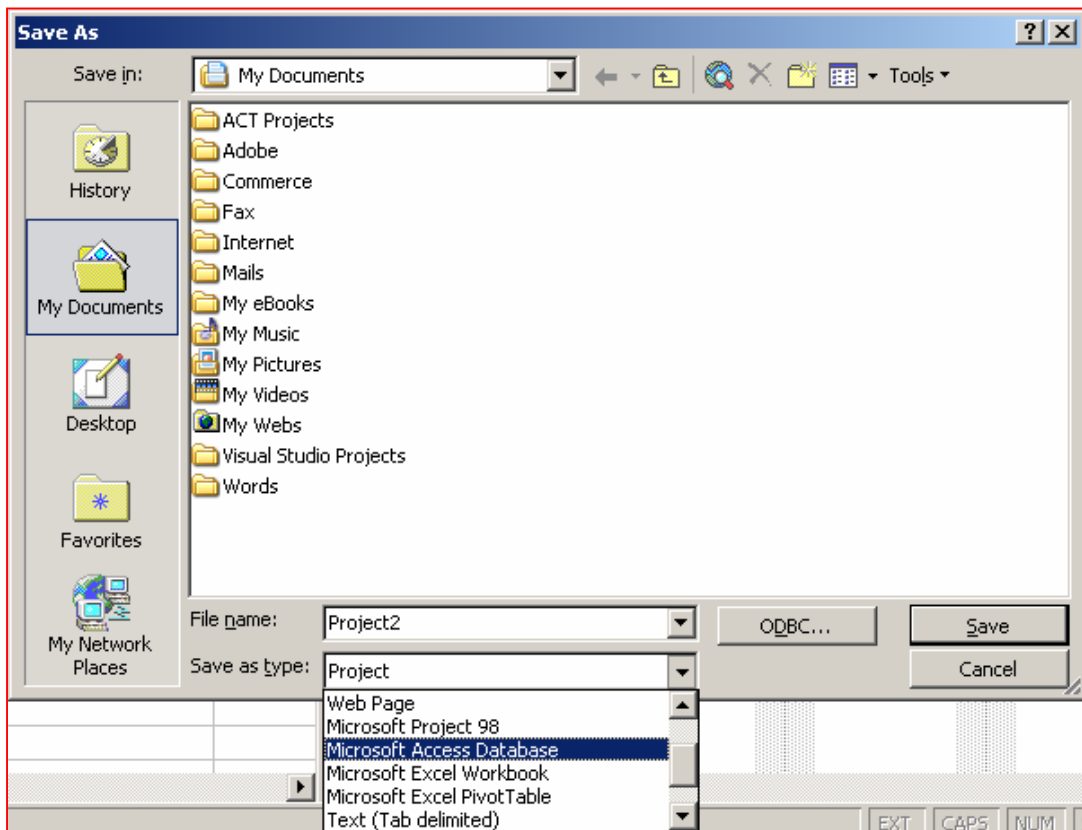 Save As
Save in:
My Documents
Tools
History
My Documents
Desktop
Favorites
My Network
Places
ACT Projects
Adobe
Commerce
Fax
Internet
Mails
My eBooks
My Music
My Pictures
My Videos
My Webs
Visual Studio Projects
Words
File name:
Project2
ODBC...
Save
Save as type:
Project
Cancel
Web Page
Microsoft Project 98
Microsoft Access Database
Microsoft Excel Workbook
Microsoft Excel PivotTable
Text (Tab delimited)
EXT CAPS NUM